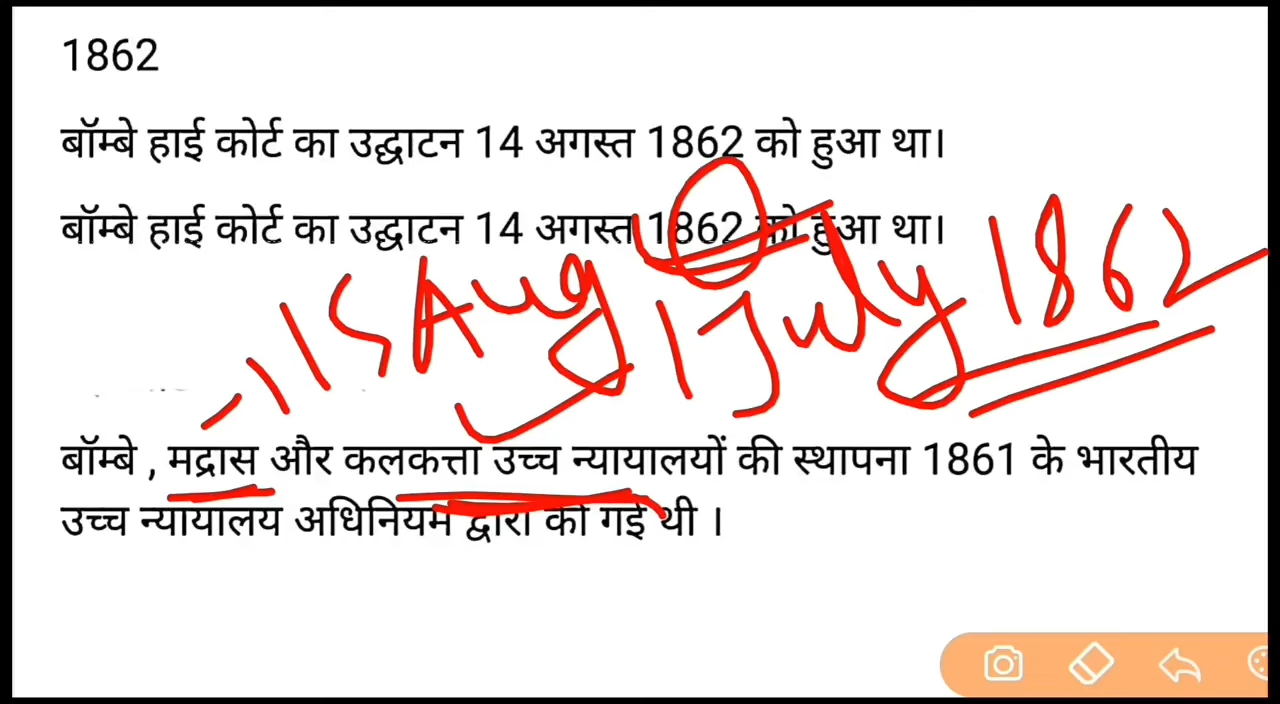 1862
बॉम्बे हाई कोर्ट का उद्घाटन 14 अगस्त 1862 को हुआ था।
बॉम्बे हाई कोर्ट का उद्घाटन 14 अगस्त 1862 को हुआ था।
15 Aug 1 July 1862
बॉम्बे , मद्रास और कलकत्ता उच्च न्यायालयों की स्थापना 1861 के भारतीय
उच्च न्यायालय अधिनियम द्वारा की गई थी ।